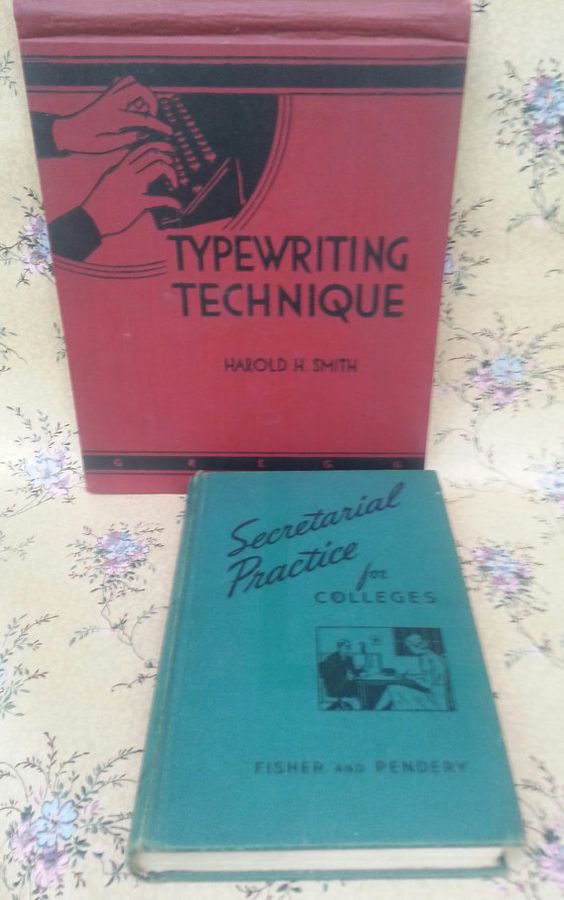 TYPEWRITING
TECHNIQUE
HAROLD H. SMITH
GREGG
Secretarial
Practice
for
COLLEGES
FISHER AND PENDERY